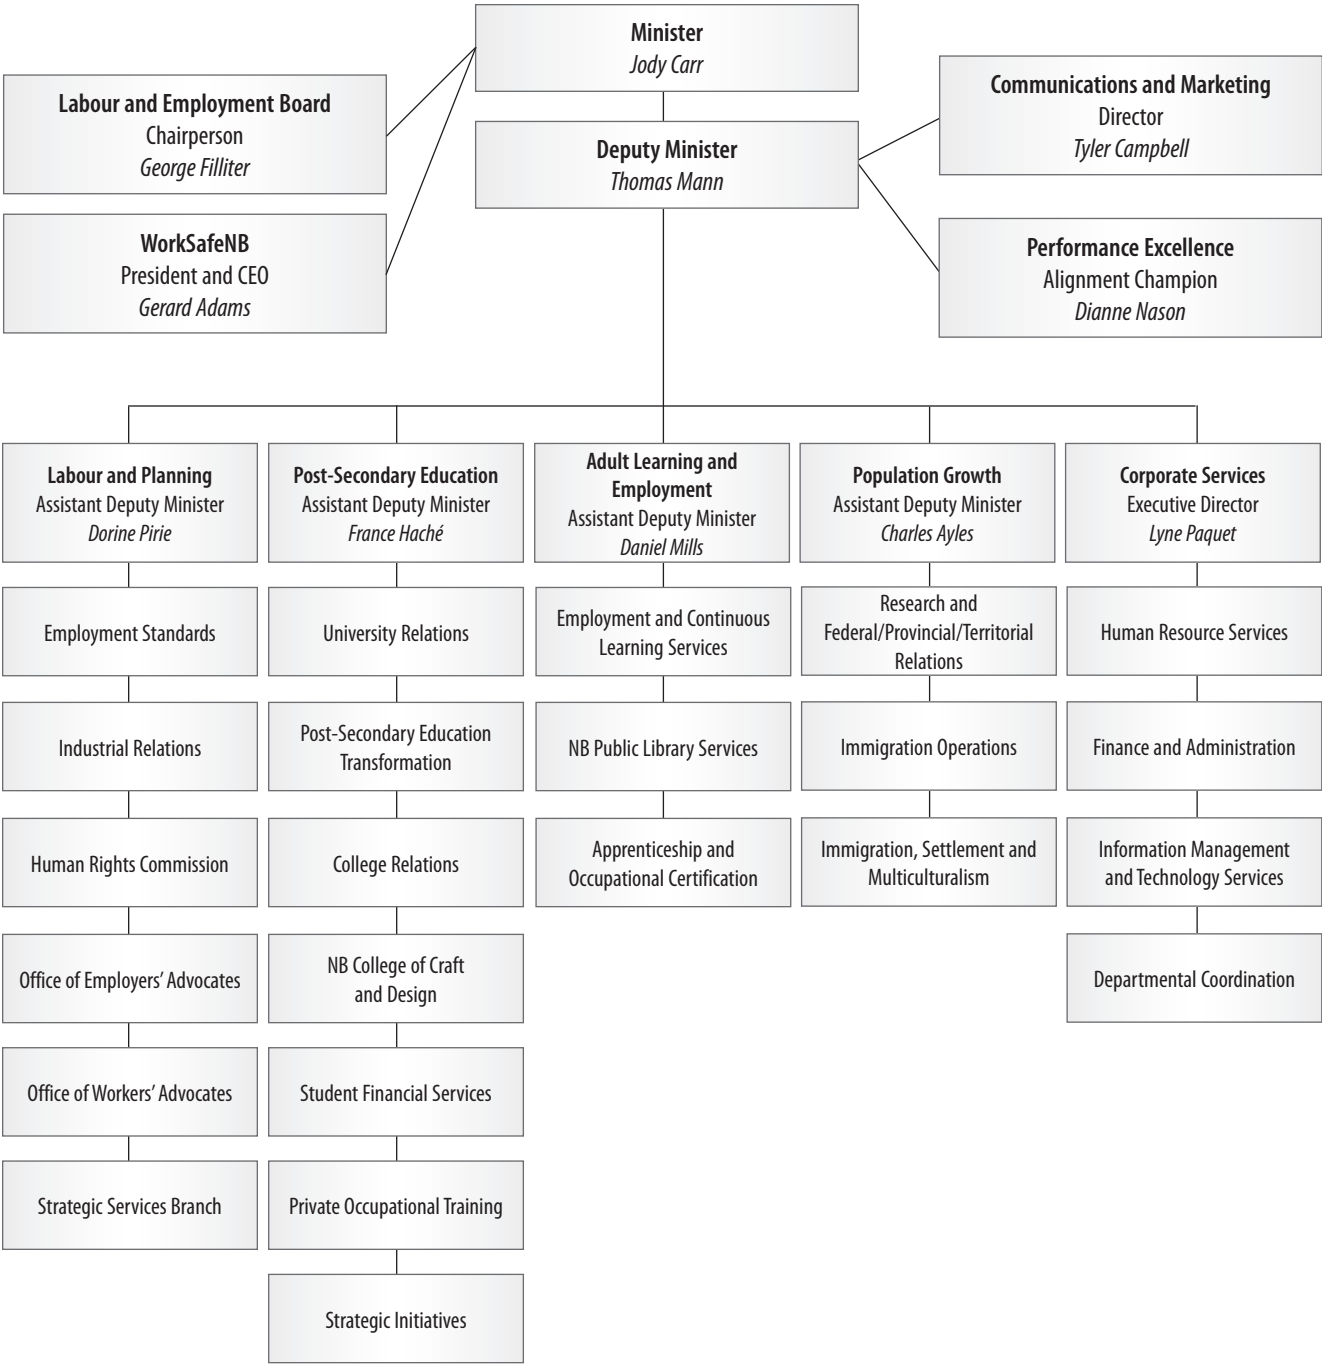 Minister
Jody Carr
Labour and Employment Board
Chairperson
George Filliter
Communications and Marketing
Director
Tyler Campbell
Deputy Minister
Thomas Mann
WorkSafeNB
President and CEO
Gerard Adams
Performance Excellence
Alignment Champion
Dianne Nason
Labour and Planning
Assistant Deputy Minister
Dorine Pirie
Employment Standards
Industrial Relations
Human Rights Commission
Office of Employers’ Advocates
Office of Workers’ Advocates
Strategic Services Branch
Post-Secondary Education
Assistant Deputy Minister
France Haché
University Relations
Post-Secondary Education
Transformation
College Relations
NB College of Craft
and Design
Student Financial Services
Private Occupational Training
Strategic Initiatives
Adult Learning and
Employment
Assistant Deputy Minister
Daniel Mills
Employment and Continuous
Learning Services
NB Public Library Services
Apprenticeship and
Occupational Certification
Population Growth
Assistant Deputy Minister
Charles Ayles
Research and
Federal/Provincial/Territorial
Relations
Immigration Operations
Immigration, Settlement and
Multiculturalism
Corporate Services
Executive Director
Lyne Paquet
Human Resource Services
Finance and Administration
Information Management
and Technology Services
Departmental Coordination